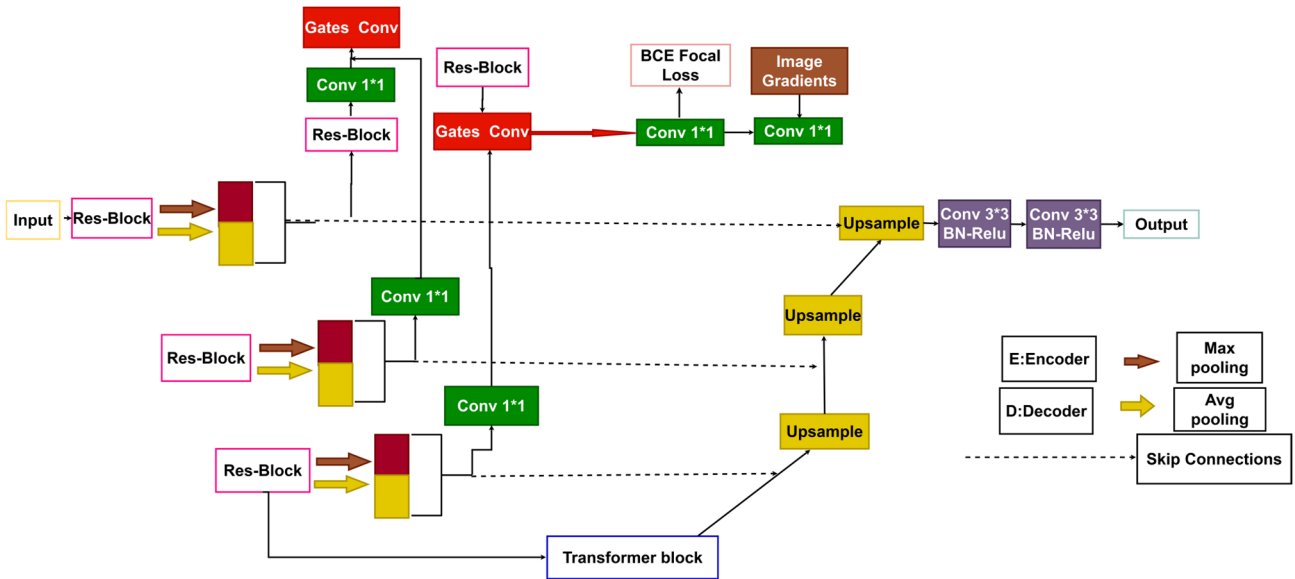 Gates  Conv
Conv 1*1
Res-Block
Res-Block
Gates  Conv
BCE Focal
Loss
Image
Gradients
Conv 1*1
Conv 1*1
Input
Res-Block
Upsample
Conv 3*3
BN-Relu
Conv 3*3
BN-Relu
Output
Conv 1*1
Upsample
Res-Block
E:Encoder
Max
pooling
Conv 1*1
D:Decoder
Avg
pooling
Upsample
Res-Block
Skip Connections
Transformer block